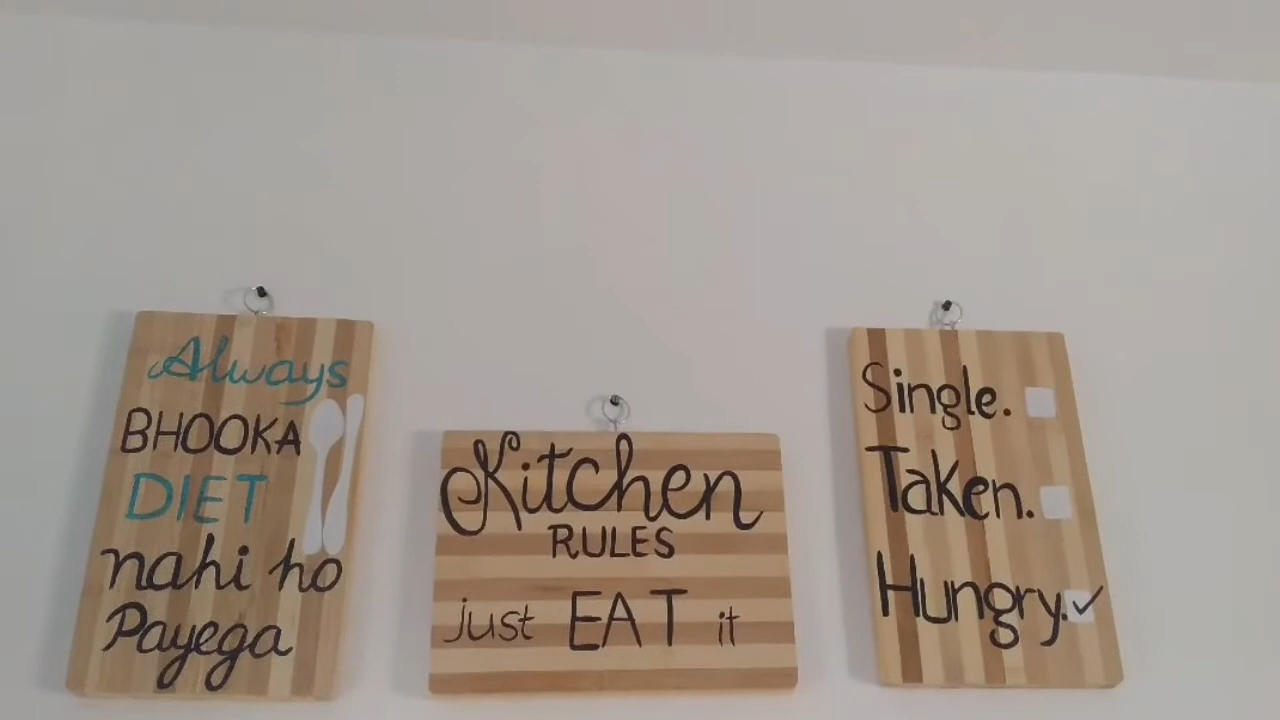 Always
BHOOKA
DIET
nahi ho
Payega
Kitchen
RULES
just EAT it
Single.
Taken.
Hungry.